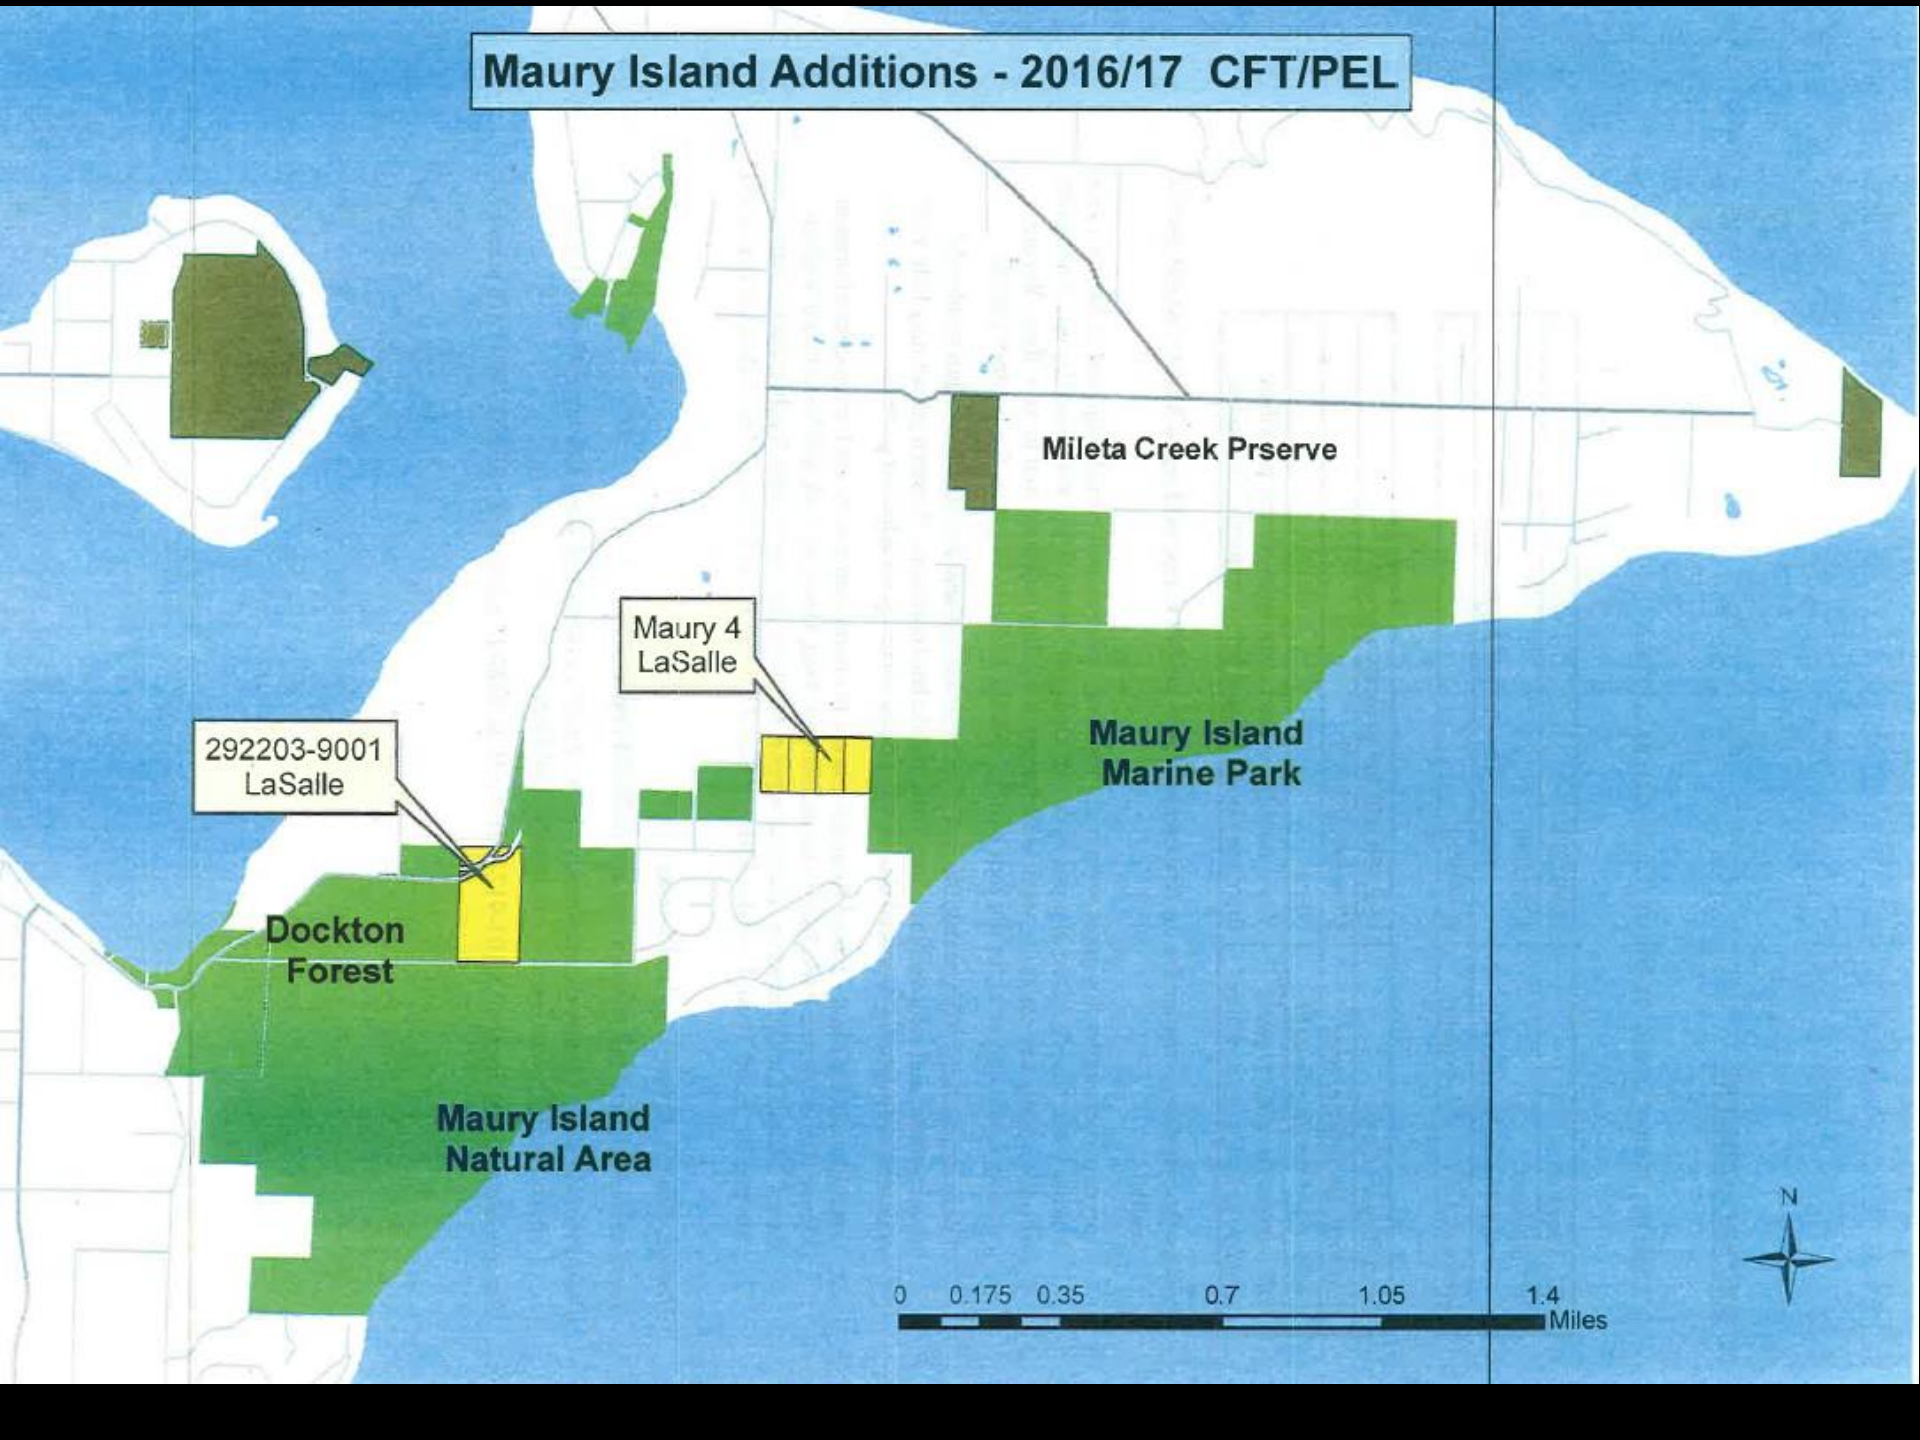 Maury Island Additions - 2016/17 CFT/PEL
Mileta Creek Prserve
Maury 4
LaSalle
Maury Island
Marine Park
292203-9001
LaSalle
Dockton
Forest
Maury Island
Natural Area
N
0 0.175 0.35 0.7 1.05 1.4
Miles